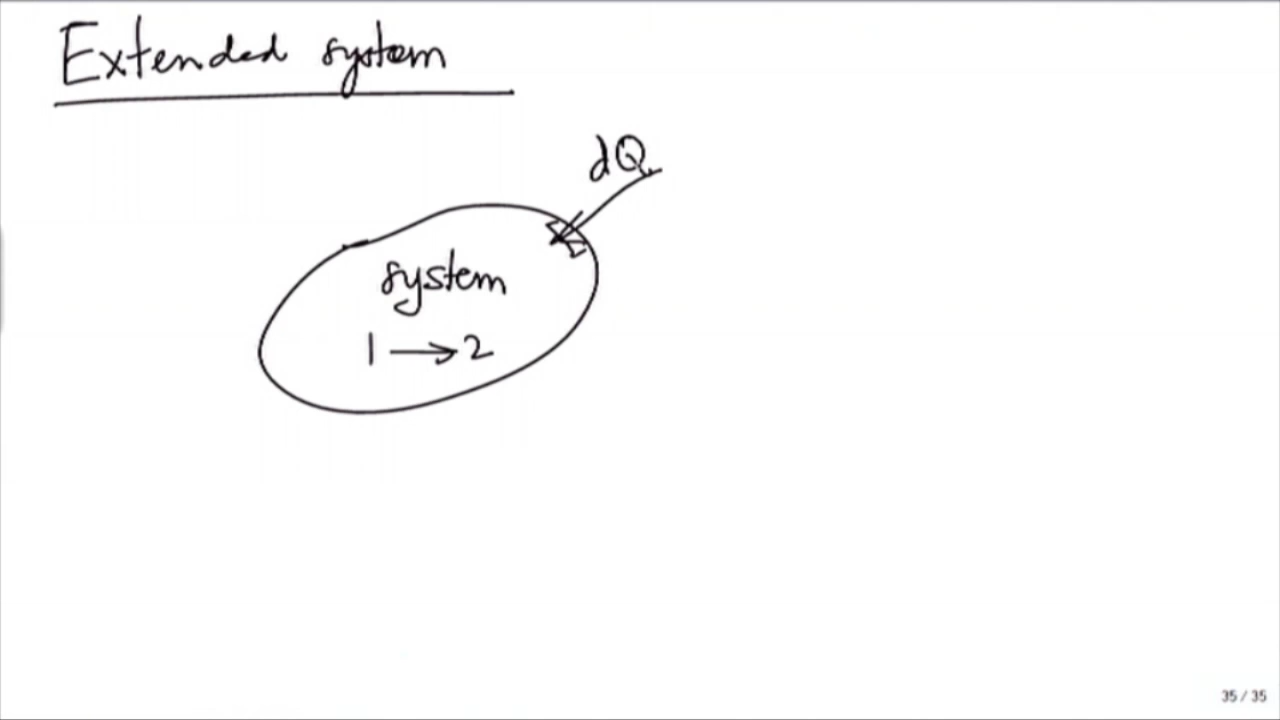 Extended system
dQ
system
1 → 2
35 / 35